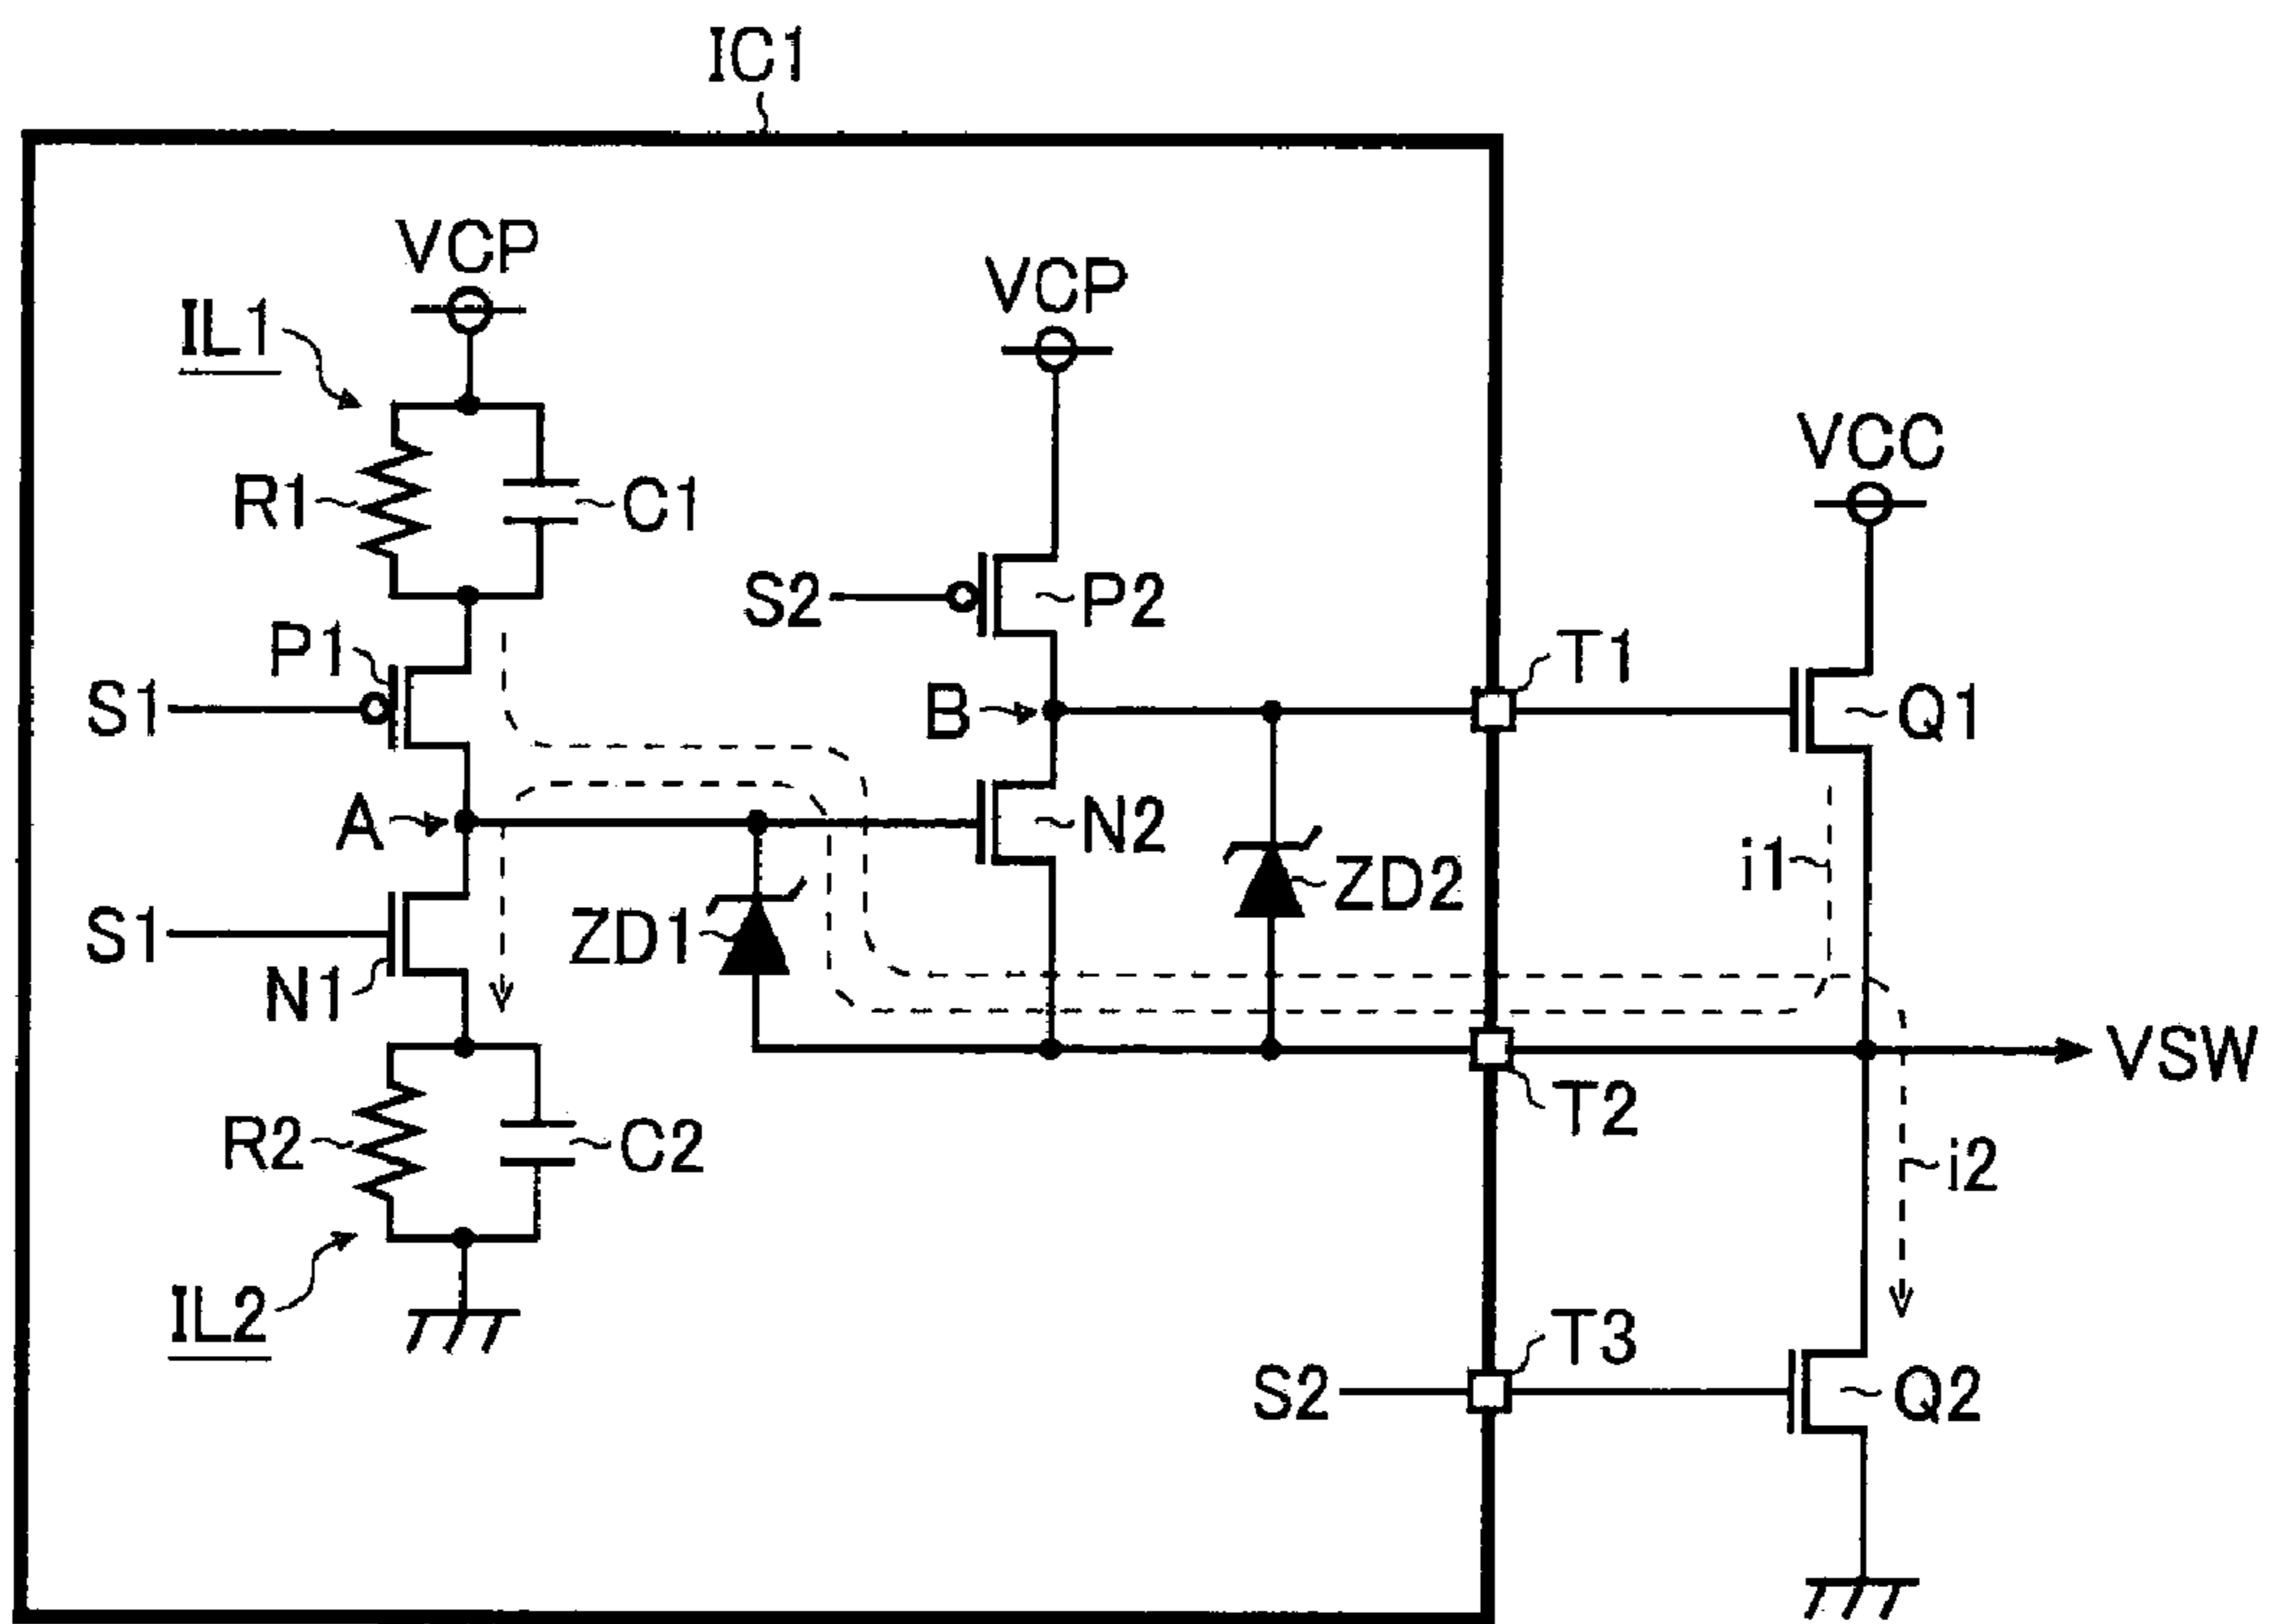 IC1
VCP
IL1
VCP
VCC
R1
C1
S2
P2
P1
T1
S1
B
Q1
A
N2
i1
ZD2
S1
ZD1
N1
VSW
T2
R2
C2
i2
IL2
T3
S2
Q2